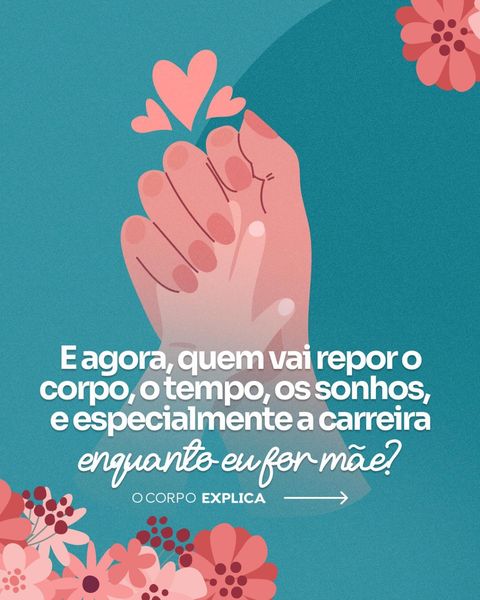 E agora, quem vai repor o
corpo, o tempo, os sonhos,
e especialmente a carreira
enquanto eu for mãe?
O CORPO EXPLICA